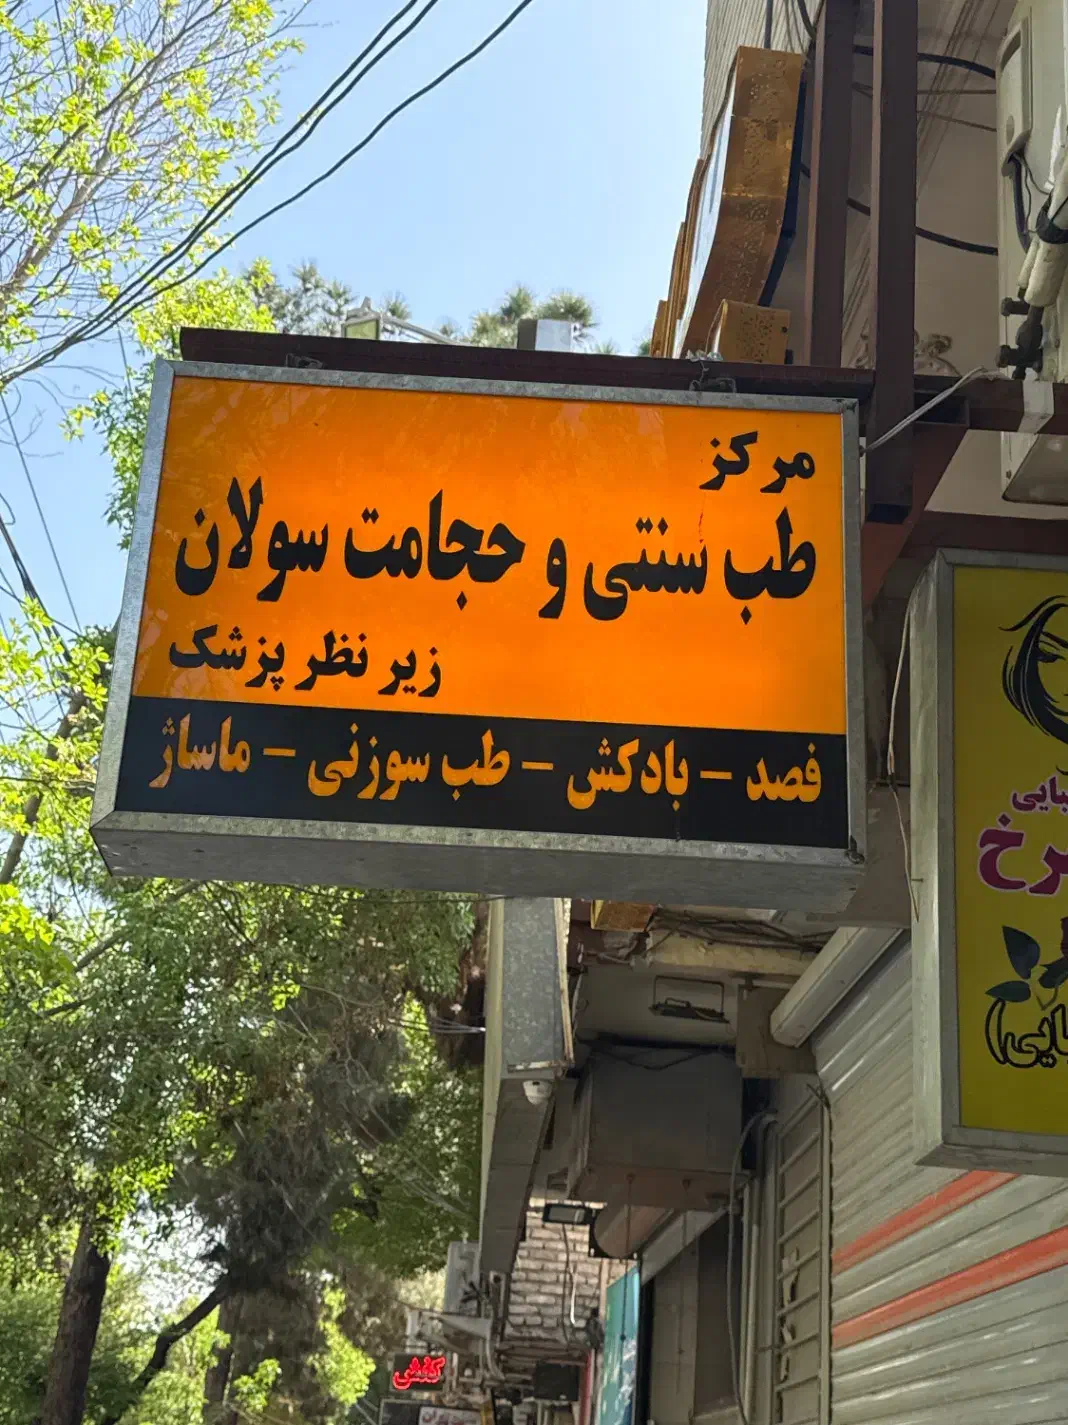 مرکز
طب سنتی و حجامت سولان
زیر نظر پزشک
فصد – بادکش – طب سوزنی – ماساژ
کفش